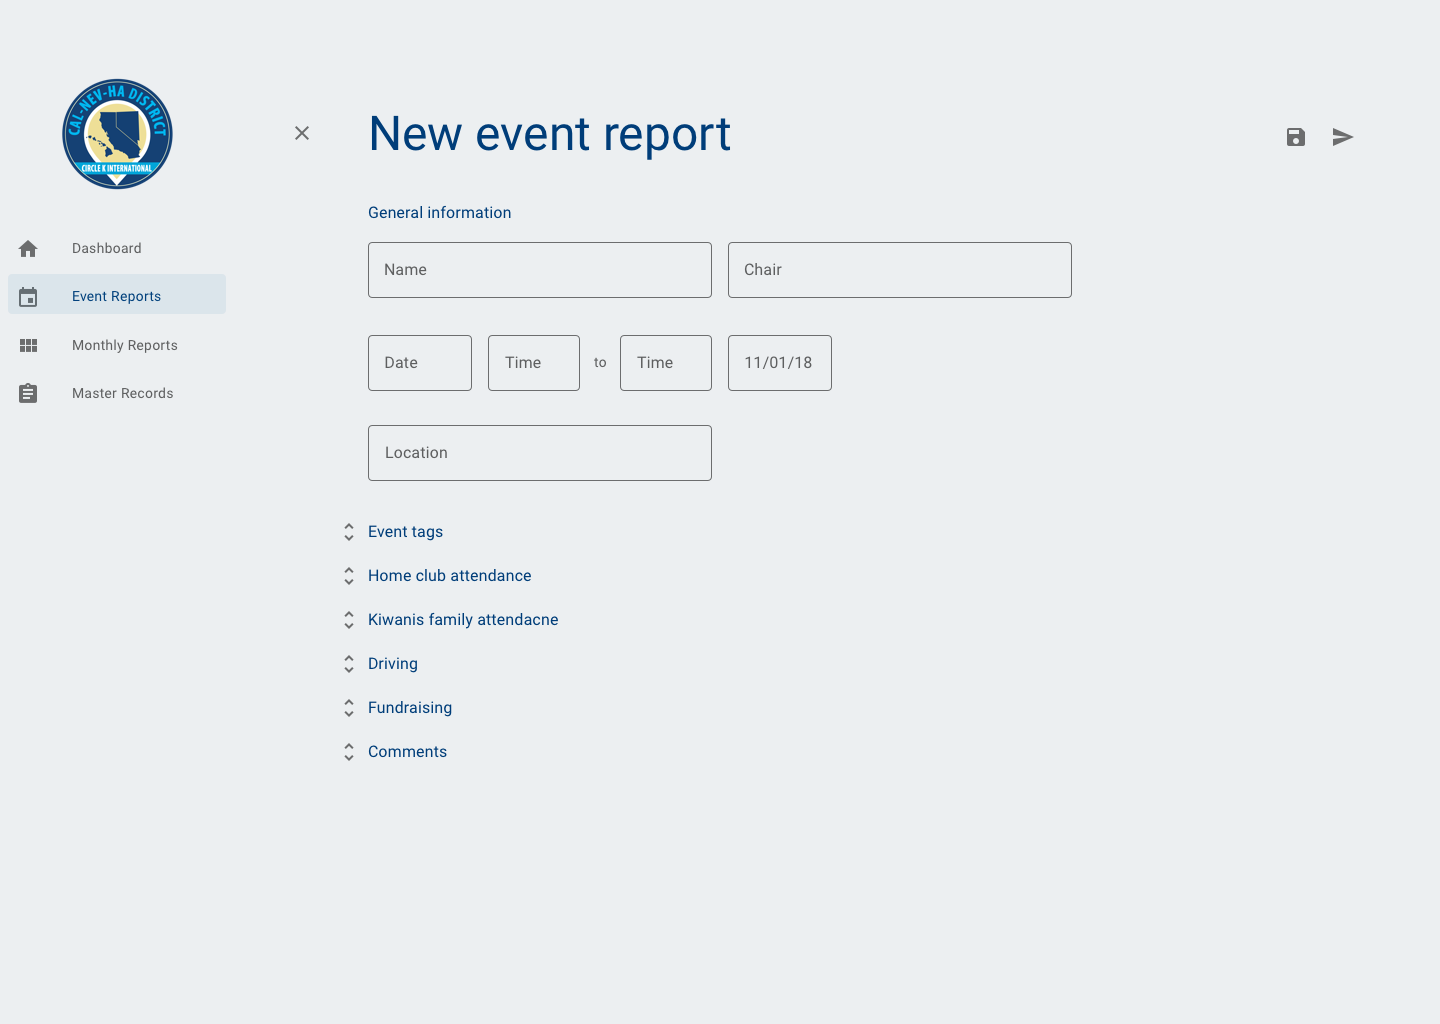 CAL-NEV-HA DISTRICT
CIRCLE K INTERNATIONAL
Dashboard
Event Reports
Monthly Reports
Master Records
New event report
General information
Name Chair
Date Time to Time 11/01/18
Location
Event tags
Home club attendance
Kiwanis family attendacne
Driving
Fundraising
Comments